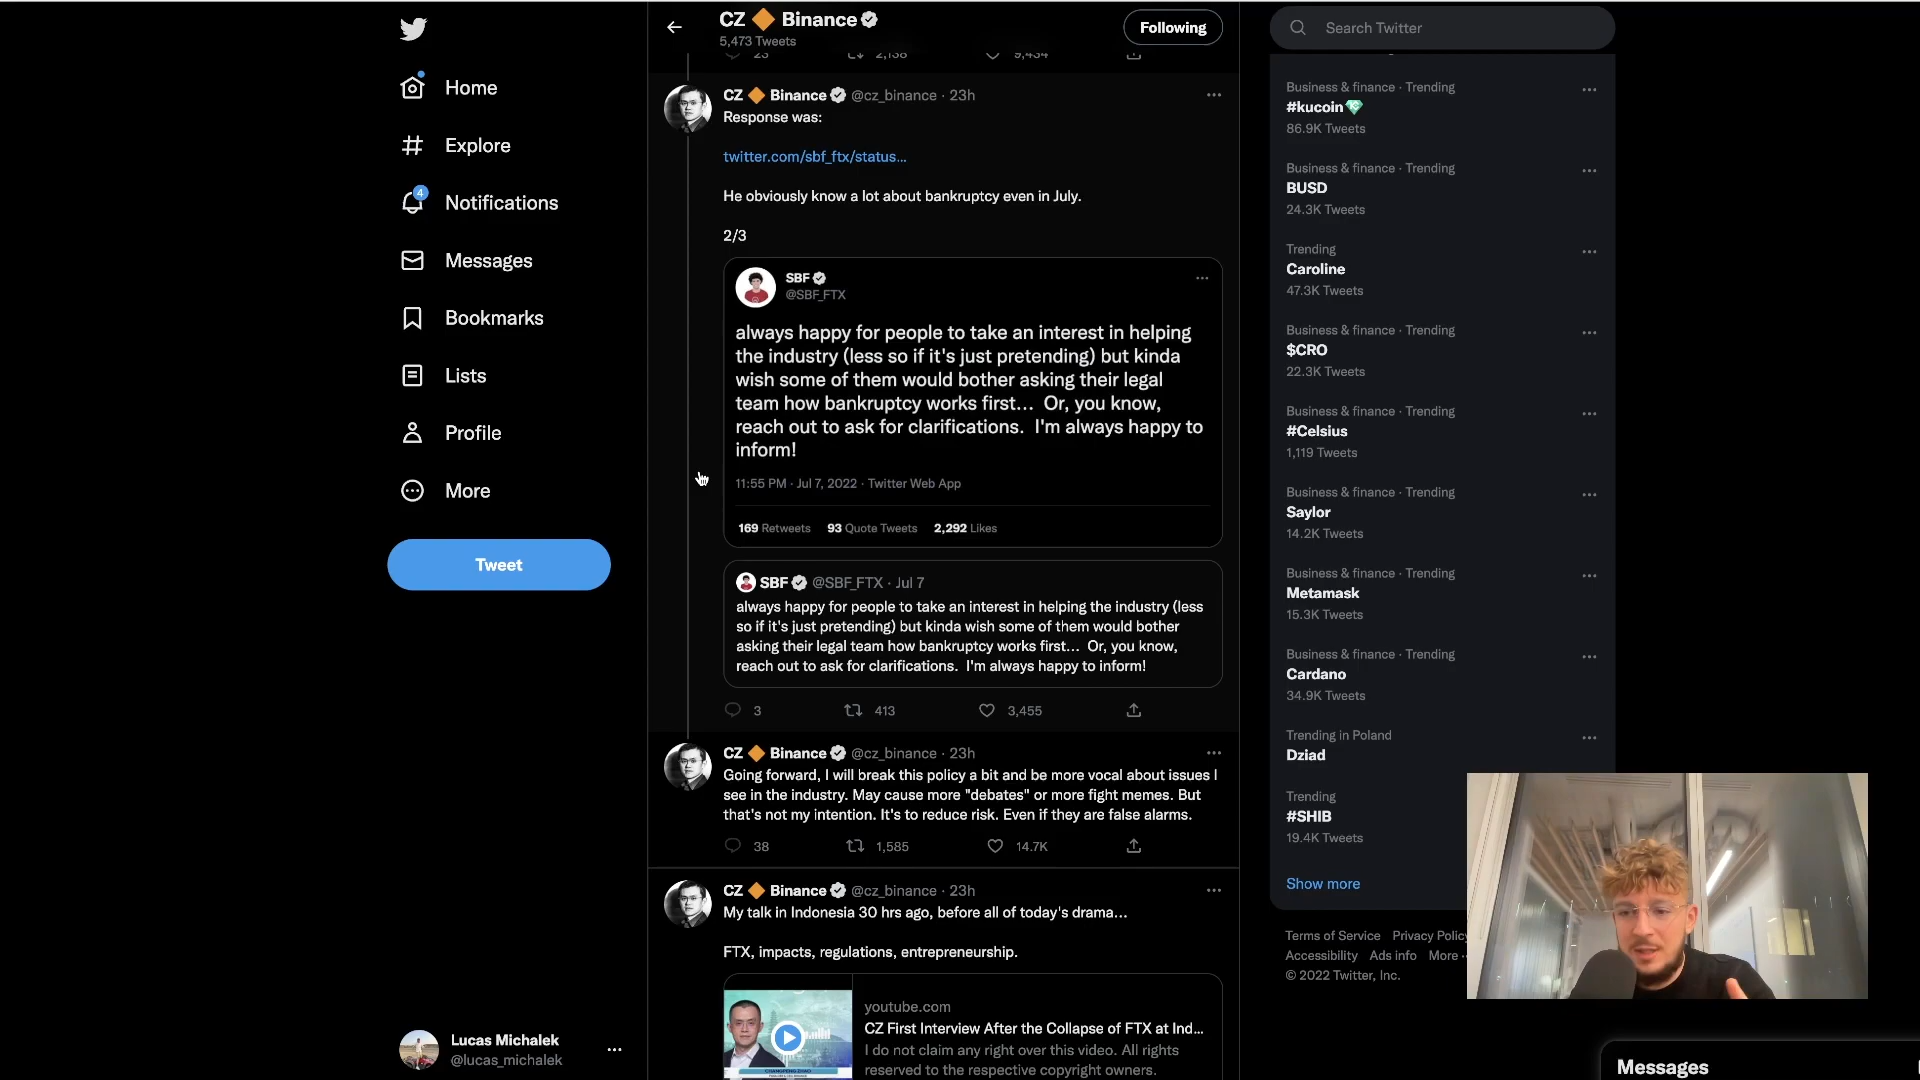 Home
Explore
4
Notifications
Messages
Bookmarks
Lists
Profile
More
Tweet
Lucas Michalek
@lucas_michalek
CZ 🔶 Binance
5,473 Tweets
Following
23
2,138
9,434
CZ 🔶 Binance @cz_binance · 23h
Response was:
twitter.com/sbf_ftx/status...
He obviously know a lot about bankruptcy even in July.
2/3
SBF
@SBF_FTX
always happy for people to take an interest in helping
the industry (less so if it's just pretending) but kinda
wish some of them would bother asking their legal
team how bankruptcy works first... Or, you know,
reach out to ask for clarifications. I'm always happy to
inform!
11:55 PM · Jul 7, 2022 · Twitter Web App
169 Retweets 93 Quote Tweets 2,292 Likes
SBF @SBF_FTX · Jul 7
always happy for people to take an interest in helping the industry (less
so if it's just pretending) but kinda wish some of them would bother
asking their legal team how bankruptcy works first... Or, you know,
reach out to ask for clarifications. I'm always happy to inform!
3 413 3,455
CZ 🔶 Binance @cz_binance · 23h
Going forward, I will break this policy a bit and be more vocal about issues I
see in the industry. May cause more "debates" or more fight memes. But
that's not my intention. It's to reduce risk. Even if they are false alarms.
38 1,585 14.7K
CZ 🔶 Binance @cz_binance · 23h
My talk in Indonesia 30 hrs ago, before all of today's drama...
FTX, impacts, regulations, entrepreneurship.
youtube.com
CZ First Interview After the Collapse of FTX at Ind...
I do not claim any right over this video. All rights
reserved to the respective copyright owners.
Search Twitter
Business & finance · Trending
#kucoin
86.9K Tweets
Business & finance · Trending
BUSD
24.3K Tweets
Trending
Caroline
47.3K Tweets
Business & finance · Trending
$CRO
22.3K Tweets
Business & finance · Trending
#Celsius
1,119 Tweets
Business & finance · Trending
Saylor
14.2K Tweets
Business & finance · Trending
Metamask
15.3K Tweets
Business & finance · Trending
Cardano
34.9K Tweets
Trending in Poland
Dziad
Trending
#SHIB
19.4K Tweets
Show more
Terms of Service Privacy Policy
Accessibility Ads info More
© 2022 Twitter, Inc.
Messages